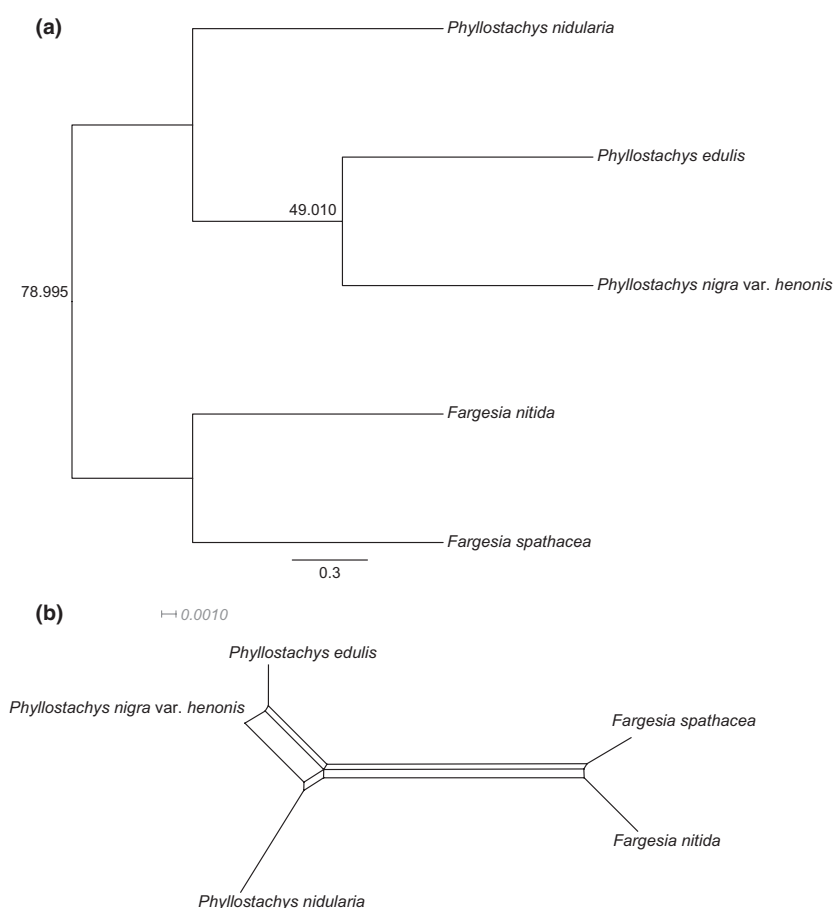 (a)
Phyllostachys nidularia
Phyllostachys edulis
49.010
Phyllostachys nigra var. henonis
78.995
Fargesia nitida
Fargesia spathacea
0.3
(b)
0.0010
Phyllostachys edulis
Phyllostachys nigra var. henonis
Fargesia spathacea
Fargesia nitida
Phyllostachys nidularia